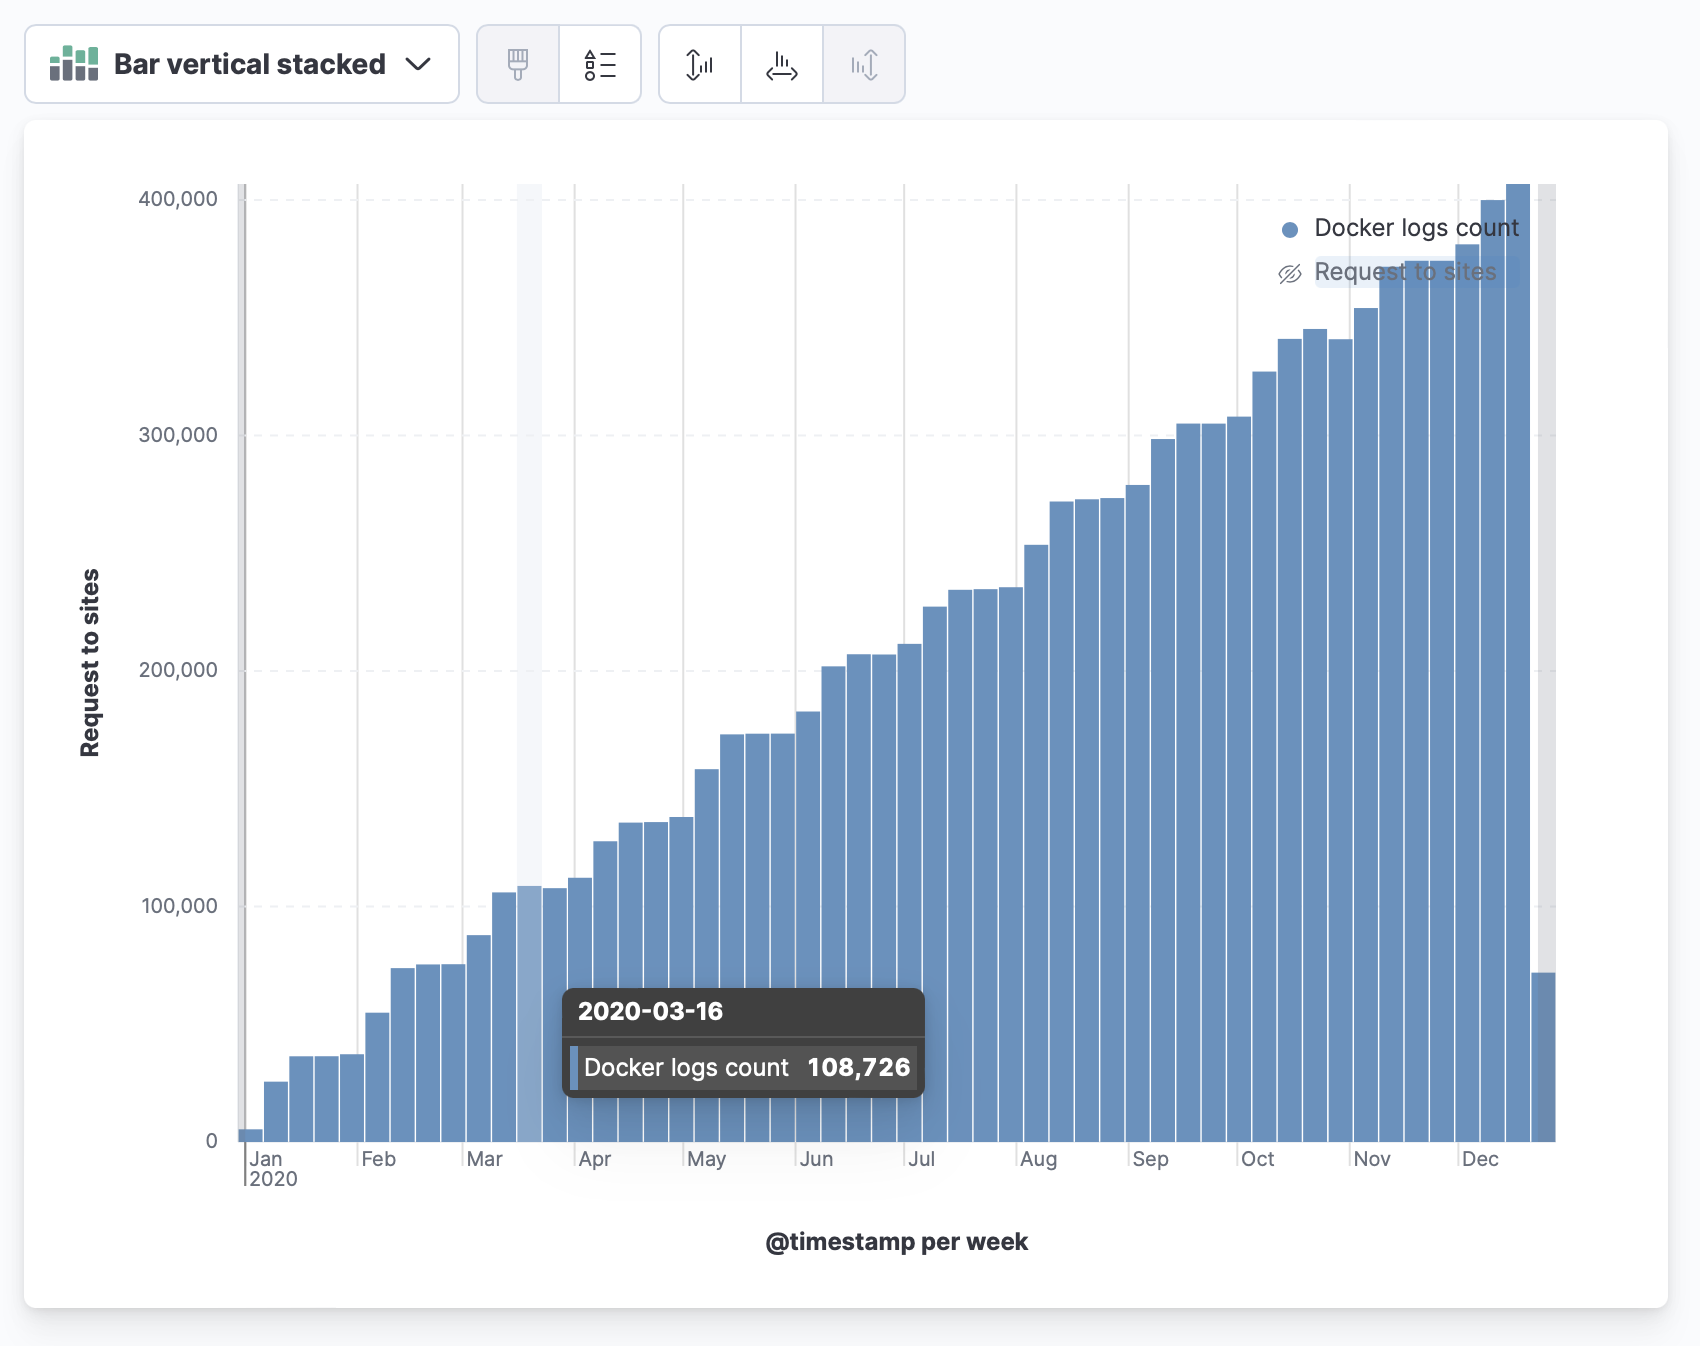 Bar vertical stacked
400,000
300,000
200,000
100,000
0
Request to sites
Docker logs count
Request to sites
2020-03-16
Docker logs count 108,726
Jan Feb Mar Apr May Jun Jul Aug Sep Oct Nov Dec
2020
@timestamp per week